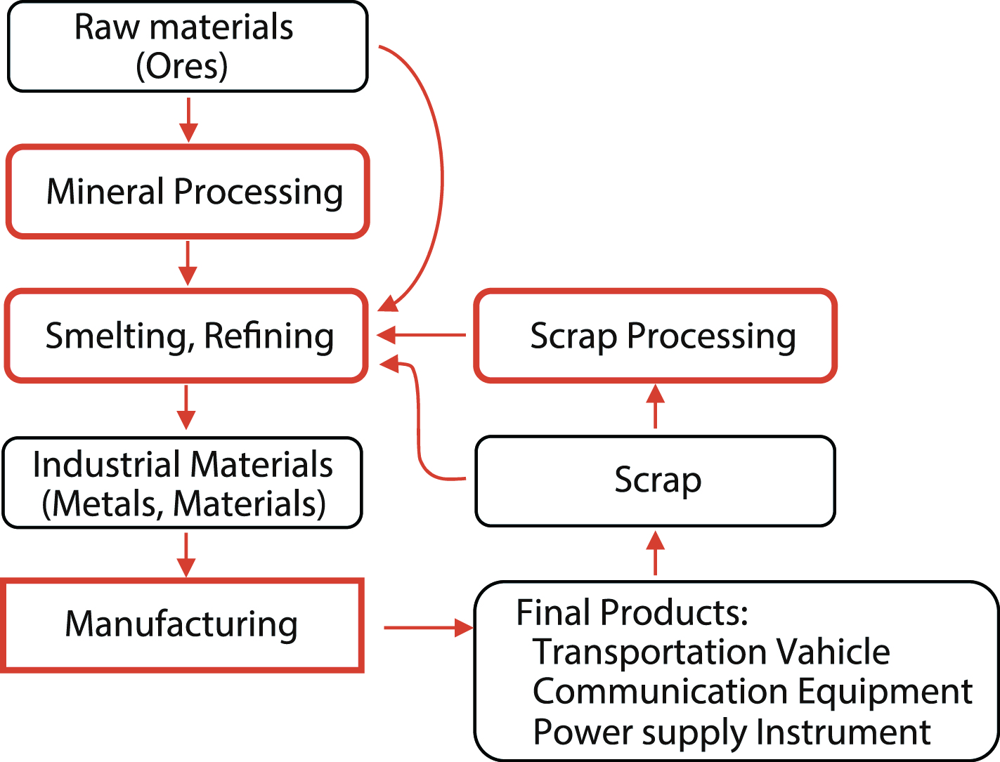 Raw materials
(Ores)
Mineral Processing
Smelting, Refining
Scrap Processing
Industrial Materials
(Metals, Materials)
Scrap
Manufacturing
Final Products:
Transportation Vahicle
Communication Equipment
Power supply Instrument